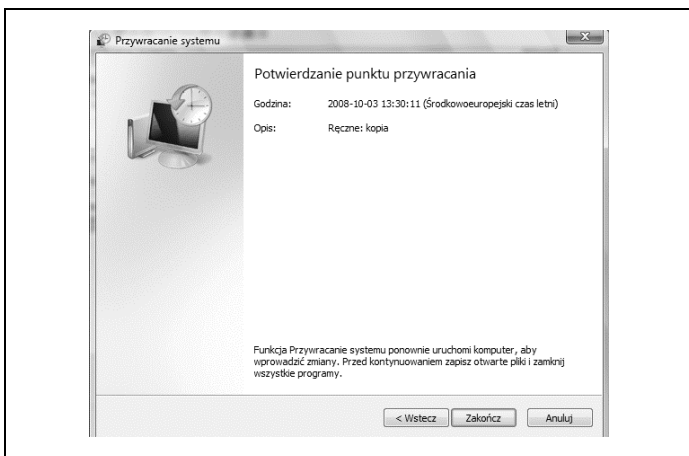 Przywracanie systemu
Potwierdzanie punktu przywracania
Godzina: 2008-10-03 13:30:11 (Środkowoeuropejski czas letni)
Opis: Ręczne: kopia
Funkcja Przywracanie systemu ponownie uruchomi komputer, aby
wprowadzić zmiany. Przed kontynuowaniem zapisz otwarte pliki i zamknij
wszystkie programy.
< Wstecz Zakończ Anuluj